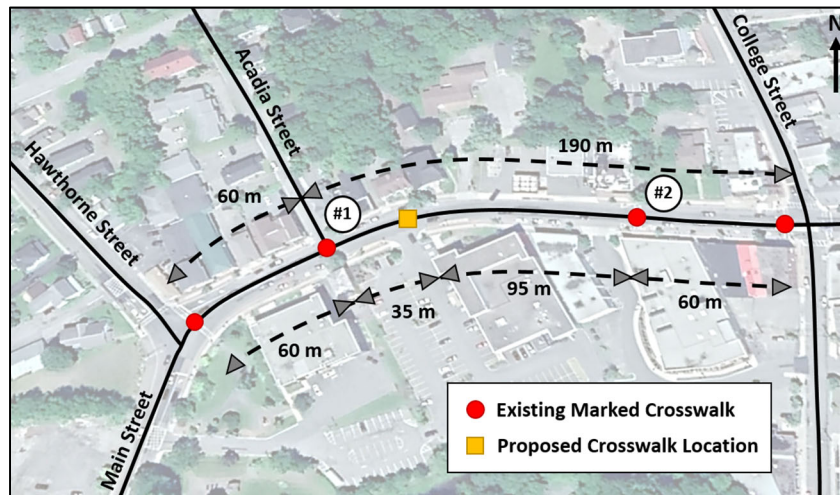 College Street
N
Acadia Street
190 m
Hawthorne Street
60 m
#1
#2
35 m
95 m
60 m
60 m
Main Street
Existing Marked Crosswalk
Proposed Crosswalk Location